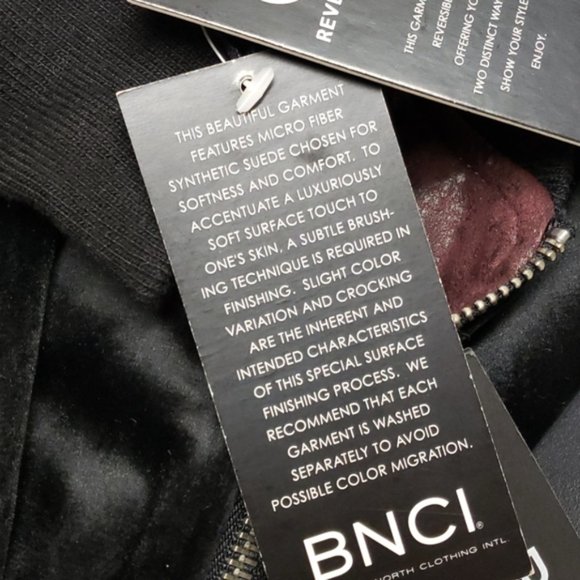 REVE
THIS GARM
REVERSIBL
OFFERING YO
TWO DISTINCT WAY
SHOW YOUR STYLE
ENJOY.
THIS BEAUTIFUL GARMENT
FEATURES MICRO FIBER
SYNTHETIC SUEDE CHOSEN FOR
SOFTNESS AND COMFORT. TO
ACCENTUATE A LUXURIOUSLY
SOFT SURFACE TOUCH TO
ONE'S SKIN, A SUBTLE BRUSH-
ING TECHNIQUE IS REQUIRED IN
FINISHING. SLIGHT COLOR
VARIATION AND CROCKING
ARE THE INHERENT AND
INTENDED CHARACTERISTICS
OF THIS SPECIAL SURFACE
FINISHING PROCESS. WE
RECOMMEND THAT EACH
GARMENT IS WASHED
SEPARATELY TO AVOID
POSSIBLE COLOR MIGRATION.
BNCI®
NORTH CLOTHING INTL.